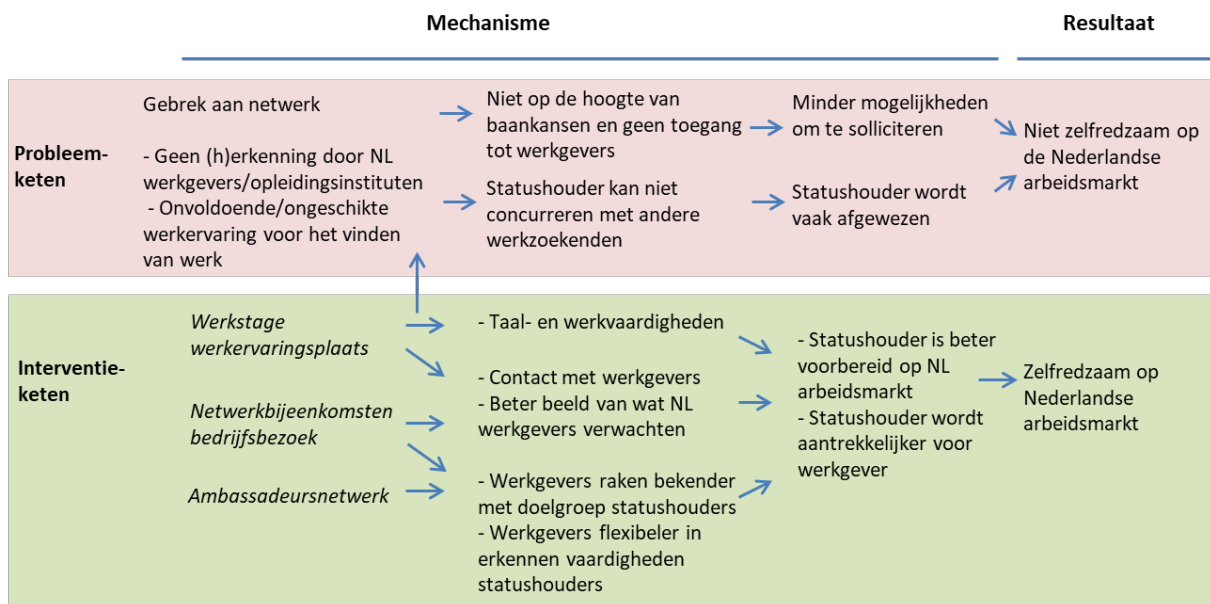 Mechanisme
Resultaat
Probleem-
keten
Gebrek aan netwerk
- Geen (h)erkenning door NL
werkgevers/opleidingsinstituten
- Onvoldoende/ongeschikte
werkervaring voor het vinden
van werk
Niet op de hoogte van
baankansen en geen toegang
tot werkgevers
Statushouder kan niet
concurreren met andere
werkzoekenden
Minder mogelijkheden
om te solliciteren
Statushouder wordt
vaak afgewezen
Niet zelfredzaam op
de Nederlandse
arbeidsmarkt
Interventie-
keten
Werkstage
werkervaringsplaats
Netwerkbijeenkomsten
bedrijfsbezoek
Ambassadeursnetwerk
- Taal- en werkvaardigheden
- Contact met werkgevers
- Beter beeld van wat NL
werkgevers verwachten
- Werkgevers raken bekender
met doelgroep statushouders
- Werkgevers flexibeler in
erkennen vaardigheden
statushouders
- Statushouder is beter
voorbereid op NL
arbeidsmarkt
- Statushouder wordt
aantrekkelijker voor
werkgever
Zelfredzaam op
Nederlandse
arbeidsmarkt